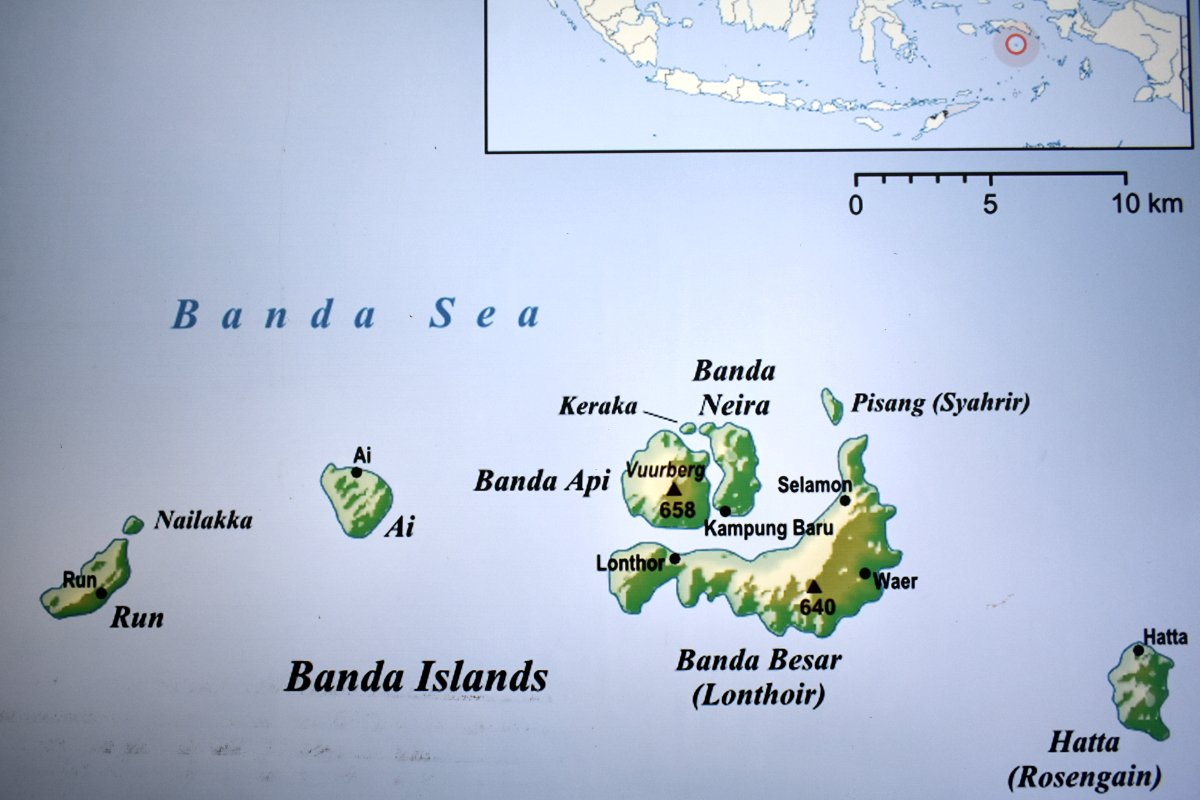 0 5 10 km
Banda Sea
Banda
Neira
Keraka
Pisang (Syahrir)
Ai
Vuurberg
Banda Api
Selamon
658
Nailakka
Ai
Kampung Baru
Lonthor
Run
Waer
640
Run
Hatta
Banda Islands
Banda Besar
(Lonthoir)
Hatta
(Rosengain)